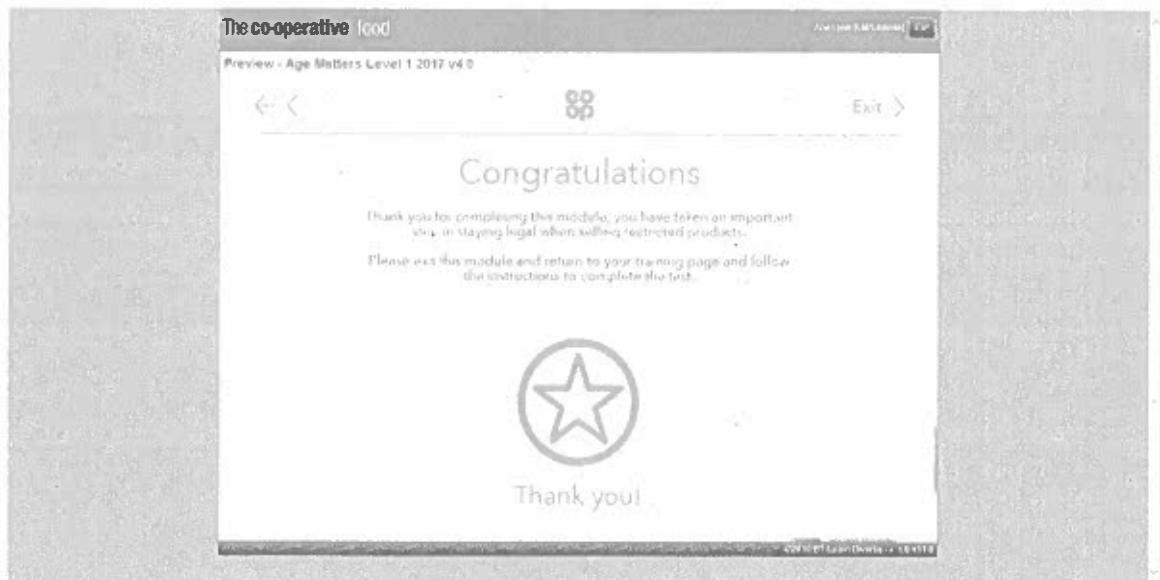 The co-operative food
Exit
Preview - Age Matters Level 1 2017 v4 0
Exit
Congratulations
Thank you for completing this module, you have taken an important
step in staying legal when selling restricted products.
Please exit this module and return to your training page and follow
the instructions to complete the test.
Thank you!